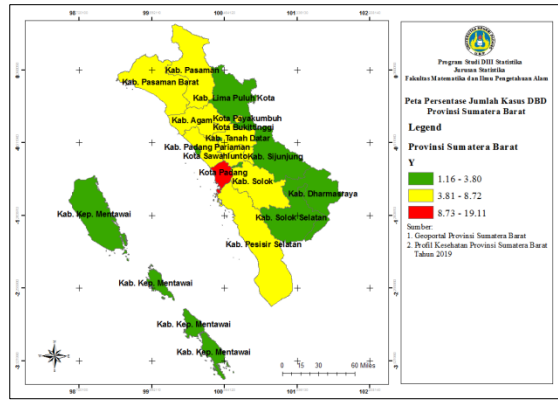 98
99
100
101
102
Kab. Pasaman
Kab. Pasaman Barat
Kab. Lima Puluh Kota
Kota Payakumbuh
Kab. Agam
Kota Bukittinggi
Kab. Tanah Datar
Kab. Padang Pariaman
Kota Sawahlunto
Kab. Sijunjung
Kota Padang
Kab. Solok
Kab. Dharmasraya
Kab. Solok Selatan
Kab. Kep. Mentawai
Kab. Pesisir Selatan
Kab. Kep. Mentawai
Kab. Kep. Mentawai
Kab. Kep. Mentawai
0 15 30 60 Miles
98
99
100
101
102
Program Studi DIII Statistika
Jurusan Statistika
Fakultas Matematika dan Ilmu Pengetahuan Alam
Peta Persentase Jumlah Kasus DBD
Provinsi Sumatera Barat
Legend
Provinsi Sumatera Barat
Y
1.16 - 3.80
3.81 - 8.72
8.73 - 19.11
Sumber:
1. Geoportal Provinsi Sumatera Barat
2. Profil Kesehatan Provinsi Sumatera Barat
Tahun 2019